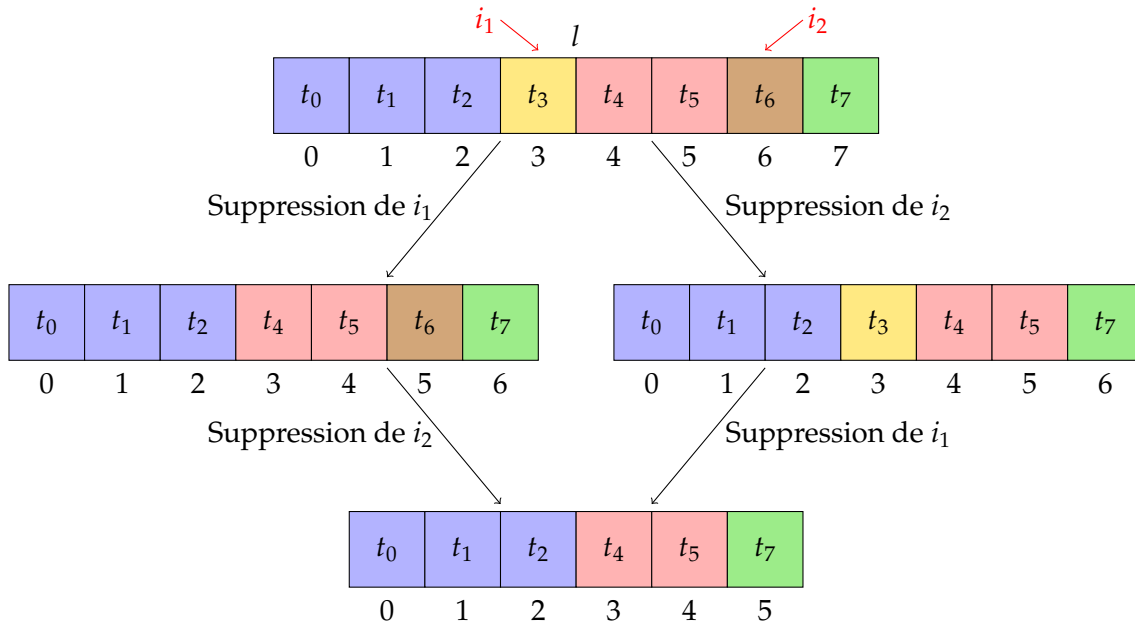 i₁ l i₂
t₀ t₁ t₂ t₃ t₄ t₅ t₆ t₇
0 1 2 3 4 5 6 7
Suppression de i₁ Suppression de i₂
t₀ t₁ t₂ t₄ t₅ t₆ t₇ t₀ t₁ t₂ t₃ t₄ t₅ t₇
0 1 2 3 4 5 6 0 1 2 3 4 5 6
Suppression de i₂ Suppression de i₁
t₀ t₁ t₂ t₄ t₅ t₇
0 1 2 3 4 5